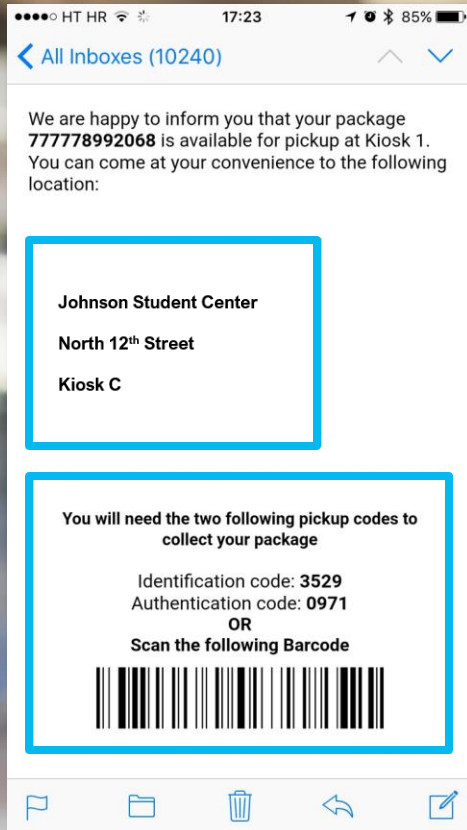 HT HR 17:23 85%
All Inboxes (10240)
We are happy to inform you that your package
777778992068 is available for pickup at Kiosk 1.
You can come at your convenience to the following
location:
Johnson Student Center
North 12th Street
Kiosk C
You will need the two following pickup codes to
collect your package
Identification code: 3529
Authentication code: 0971
OR
Scan the following Barcode